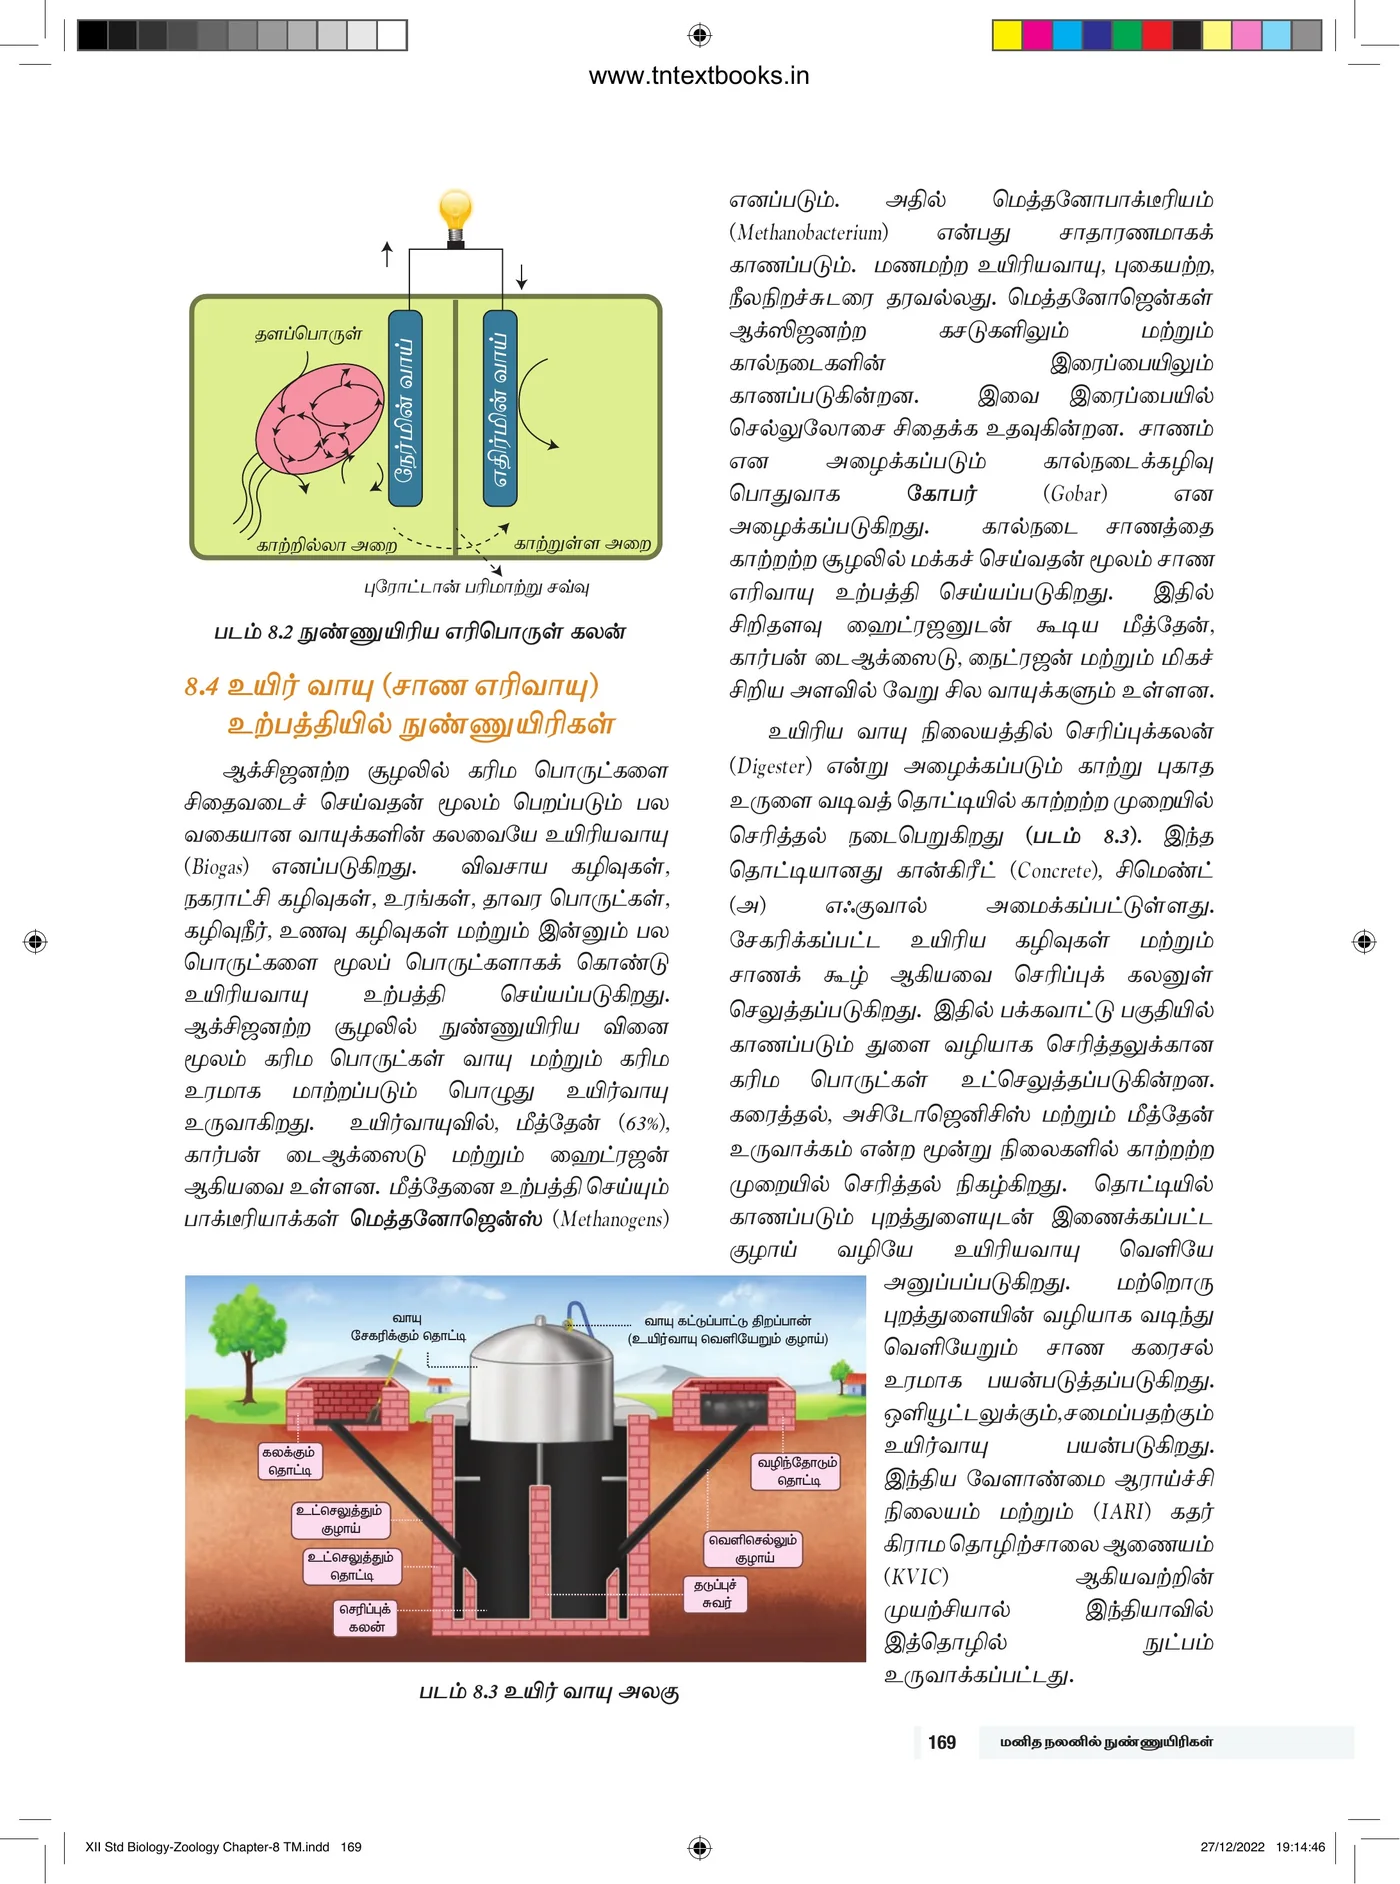 www.tntextbooks.in
தளப்பொருள்
நேர்மின் வாய்
எதிர்மின் வாய்
காற்றில்லா அறை
காற்றுள்ள அறை
புரோட்டான் பரிமாற்று சவ்வு
படம் 8.2 நுண்ணுயிரிய எரிபொருள் கலன்
8.4 உயிர் வாயு (சாண எரிவாயு)
உற்பத்தியில் நுண்ணுயிரிகள்
ஆக்சிஜனற்ற சூழலில் கரிம பொருட்களை
சிதைவடைச் செய்வதன் மூலம் பெறப்படும் பல
வகையான வாயுக்களின் கலவையே உயிரியவாயு
(Biogas) எனப்படுகிறது. விவசாய கழிவுகள்,
நகராட்சி கழிவுகள், உரங்கள், தாவர பொருட்கள்,
கழிவுநீர், உணவு கழிவுகள் மற்றும் இன்னும் பல
பொருட்களை மூலப் பொருட்களாகக் கொண்டு
உயிரியவாயு உற்பத்தி செய்யப்படுகிறது.
ஆக்சிஜனற்ற சூழலில் நுண்ணுயிரிய வினை
மூலம் கரிம பொருட்கள் வாயு மற்றும் கரிம
உரமாக மாற்றப்படும் பொழுது உயிர்வாயு
உருவாகிறது. உயிர்வாயுவில், மீத்தேன் (63%),
கார்பன் டைஆக்ஸைடு மற்றும் ஹைட்ரஜன்
ஆகியவை உள்ளன. மீத்தேனை உற்பத்தி செய்யும்
பாக்டீரியாக்கள் மெத்தனோஜென்ஸ் (Methanogens)
எனப்படும். அதில் மெத்தனோபாக்டீரியம்
(Methanobacterium) என்பது சாதாரணமாகக்
காணப்படும். மணமற்ற உயிரியவாயு, புகையற்ற,
நீலநிறச்சுடரை தரவல்லது. மெத்தனோஜென்கள்
ஆக்ஸிஜனற்ற கசடுகளிலும் மற்றும்
கால்நடைகளின் இரைப்பையிலும்
காணப்படுகின்றன. இவை இரைப்பையில்
செல்லுலோசை சிதைக்க உதவுகின்றன. சாணம்
என அழைக்கப்படும் கால்நடைக்கழிவு
பொதுவாக கோபர் (Gobar) என
அழைக்கப்படுகிறது. கால்நடை சாணத்தை
காற்றற்ற சூழலில் மக்கச் செய்வதன் மூலம் சாண
எரிவாயு உற்பத்தி செய்யப்படுகிறது. இதில்
சிறிதளவு ஹைட்ரஜனுடன் கூடிய மீத்தேன்,
கார்பன் டைஆக்ஸைடு, நைட்ரஜன் மற்றும் மிகச்
சிறிய அளவில் வேறு சில வாயுக்களும் உள்ளன.
உயிரிய வாயு நிலையத்தில் செரிப்புக்கலன்
(Digester) என்று அழைக்கப்படும் காற்று புகாத
உருளை வடிவத் தொட்டியில் காற்றற்ற முறையில்
செரித்தல் நடைபெறுகிறது (படம் 8.3). இந்த
தொட்டியானது கான்கிரீட் (Concrete), சிமெண்ட்
(அ) எஃகுவால் அமைக்கப்பட்டுள்ளது.
சேகரிக்கப்பட்ட உயிரிய கழிவுகள் மற்றும்
சாணக் கூழ் ஆகியவை செரிப்புக் கலனுள்
செலுத்தப்படுகிறது. இதில் பக்கவாட்டு பகுதியில்
காணப்படும் துளை வழியாக செரித்தலுக்கான
கரிம பொருட்கள் உட்செலுத்தப்படுகின்றன.
கரைத்தல், அசிடோஜெனிசிஸ் மற்றும் மீத்தேன்
உருவாக்கம் என்ற மூன்று நிலைகளில் காற்றற்ற
முறையில் செரித்தல் நிகழ்கிறது. தொட்டியில்
காணப்படும் புறத்துளையுடன் இணைக்கப்பட்ட
குழாய் வழியே உயிரியவாயு வெளியே
அனுப்பப்படுகிறது. மற்றொரு
புறத்துளையின் வழியாக வடிந்து
வெளியேறும் சாண கரைசல்
உரமாக பயன்படுத்தப்படுகிறது.
ஒளியூட்டலுக்கும்,சமைப்பதற்கும்
உயிர்வாயு பயன்படுகிறது.
இந்திய வேளாண்மை ஆராய்ச்சி
நிலையம் மற்றும் (IARI) கதர்
கிராம தொழிற்சாலை ஆணையம்
(KVIC) ஆகியவற்றின்
முயற்சியால் இந்தியாவில்
இத்தொழில் நுட்பம்
உருவாக்கப்பட்டது.
வாயு
சேகரிக்கும் தொட்டி
வாயு கட்டுப்பாட்டு திறப்பான்
(உயிர்வாயு வெளியேறும் குழாய்)
கலக்கும்
தொட்டி
வழிந்தோடும்
தொட்டி
உட்செலுத்தும்
குழாய்
வெளிசெல்லும்
குழாய்
உட்செலுத்தும்
தொட்டி
தடுப்புச்
சுவர்
செரிப்புக்
கலன்
படம் 8.3 உயிர் வாயு அலகு
169 மனித நலனில் நுண்ணுயிரிகள்
XII Std Biology-Zoology Chapter-8 TM.indd 169
27/12/2022 19:14:46